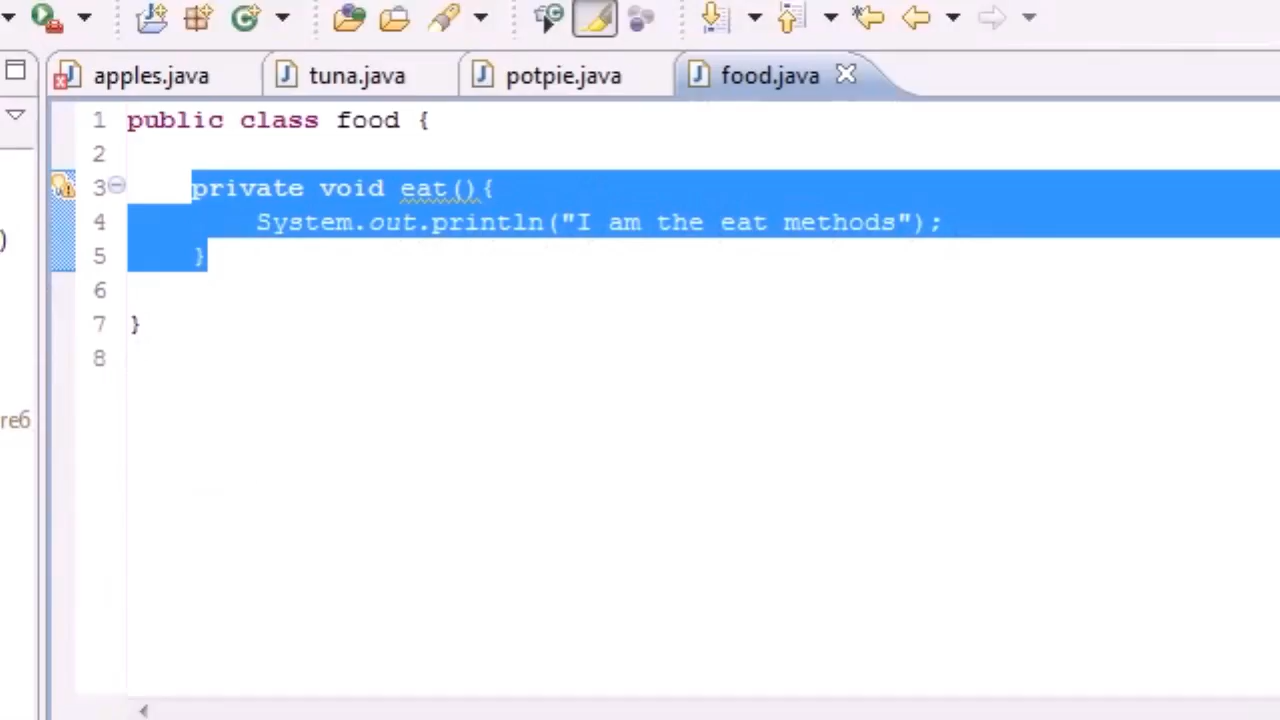 apples.java tuna.java potpie.java food.java
1 public class food {
2
3 private void eat(){
4 System.out.println("I am the eat methods");
5 }
6
7 }
8
)
re6